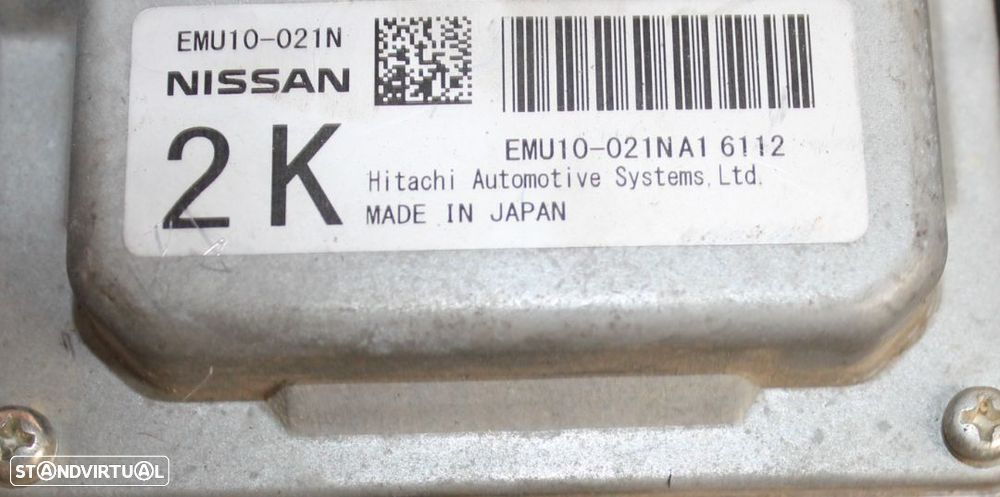 EMU10-021N
NISSAN
2K
EMU10-021NA1 6112
Hitachi Automotive Systems, Ltd.
MADE IN JAPAN
STANDVIRTUAL